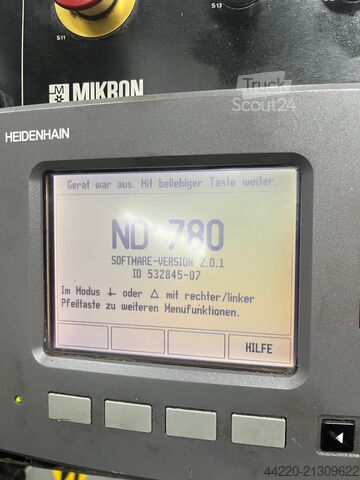 S11
MIKRON
Truck
Scout24
HEIDENHAIN
Gerät war aus. Mit beliebiger Taste weiter.
ND 780
SOFTWARE-VERSION 2.0.1
ID 532845-07
Im Modus oder △ mit rechter/linker
Pfeiltaste zu weiteren Menufunktionen.
HILFE
44220-21309622